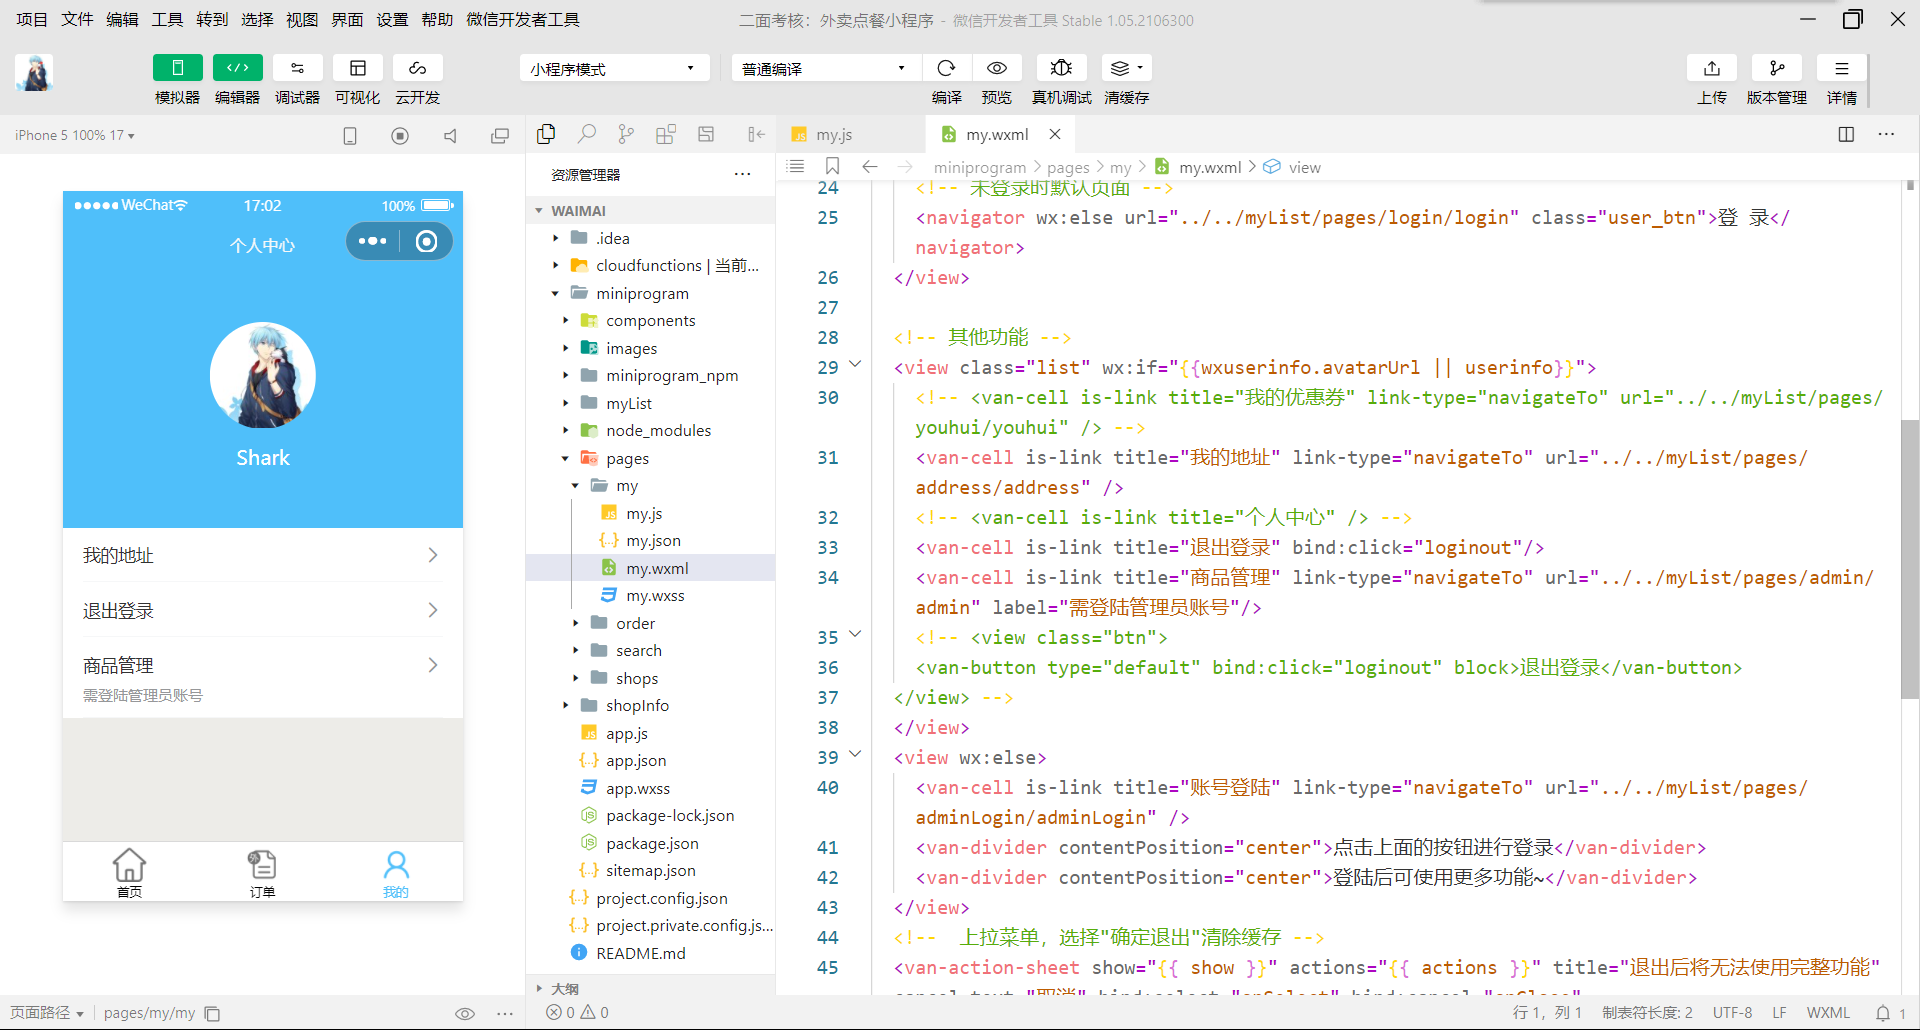 项目 文件 编辑 工具 转到 选择 视图 界面 设置 帮助 微信开发者工具
二面考核：外卖点餐小程序 - 微信开发者工具 Stable 1.05.2106300
小程序模式
普通编译
模拟器 编辑器 调试器 可视化 云开发
编译 预览 真机调试 清缓存
上传 版本管理 详情
iPhone 5 100% 17
WeChat 17:02 100%
个人中心
Shark
我的地址
退出登录
商品管理
需登陆管理员账号
首页 订单 我的
页面路径 pages/my/my
资源管理器
WAIMAI
.idea
cloudfunctions | 当前...
miniprogram
components
images
miniprogram_npm
myList
node_modules
pages
my
my.js
my.json
my.wxml
my.wxss
order
search
shops
shopInfo
app.js
app.json
app.wxss
package-lock.json
package.json
sitemap.json
project.config.json
project.private.config.js...
README.md
大纲
0 0
my.js my.wxml
miniprogram > pages > my > my.wxml > view
24 <!-- 未登录时默认页面 -->
25 <navigator wx:else url="../../myList/pages/login/login" class="user_btn">登 录</
navigator>
26 </view>
27
28 <!-- 其他功能 -->
29 <view class="list" wx:if="{{wxuserinfo.avatarUrl || userinfo}}">
30 <!-- <van-cell is-link title="我的优惠券" link-type="navigateTo" url="../../myList/pages/
youhui/youhui" /> -->
31 <van-cell is-link title="我的地址" link-type="navigateTo" url="../../myList/pages/
address/address" />
32 <!-- <van-cell is-link title="个人中心" /> -->
33 <van-cell is-link title="退出登录" bind:click="loginout"/>
34 <van-cell is-link title="商品管理" link-type="navigateTo" url="../../myList/pages/admin/
admin" label="需登陆管理员账号"/>
35 <!-- <view class="btn">
36 <van-button type="default" bind:click="loginout" block>退出登录</van-button>
37 </view> -->
38 </view>
39 <view wx:else>
40 <van-cell is-link title="账号登陆" link-type="navigateTo" url="../../myList/pages/
adminLogin/adminLogin" />
41 <van-divider contentPosition="center">点击上面的按钮进行登录</van-divider>
42 <van-divider contentPosition="center">登陆后可使用更多功能~</van-divider>
43 </view>
44 <!-- 上拉菜单，选择"确定退出"清除缓存 -->
45 <van-action-sheet show="{{ show }}" actions="{{ actions }}" title="退出后将无法使用完整功能"
cancel-text="取消" bind:select="onSelect" bind:cancel="onClose"
行 1，列 1 制表符长度: 2 UTF-8 LF WXML 1